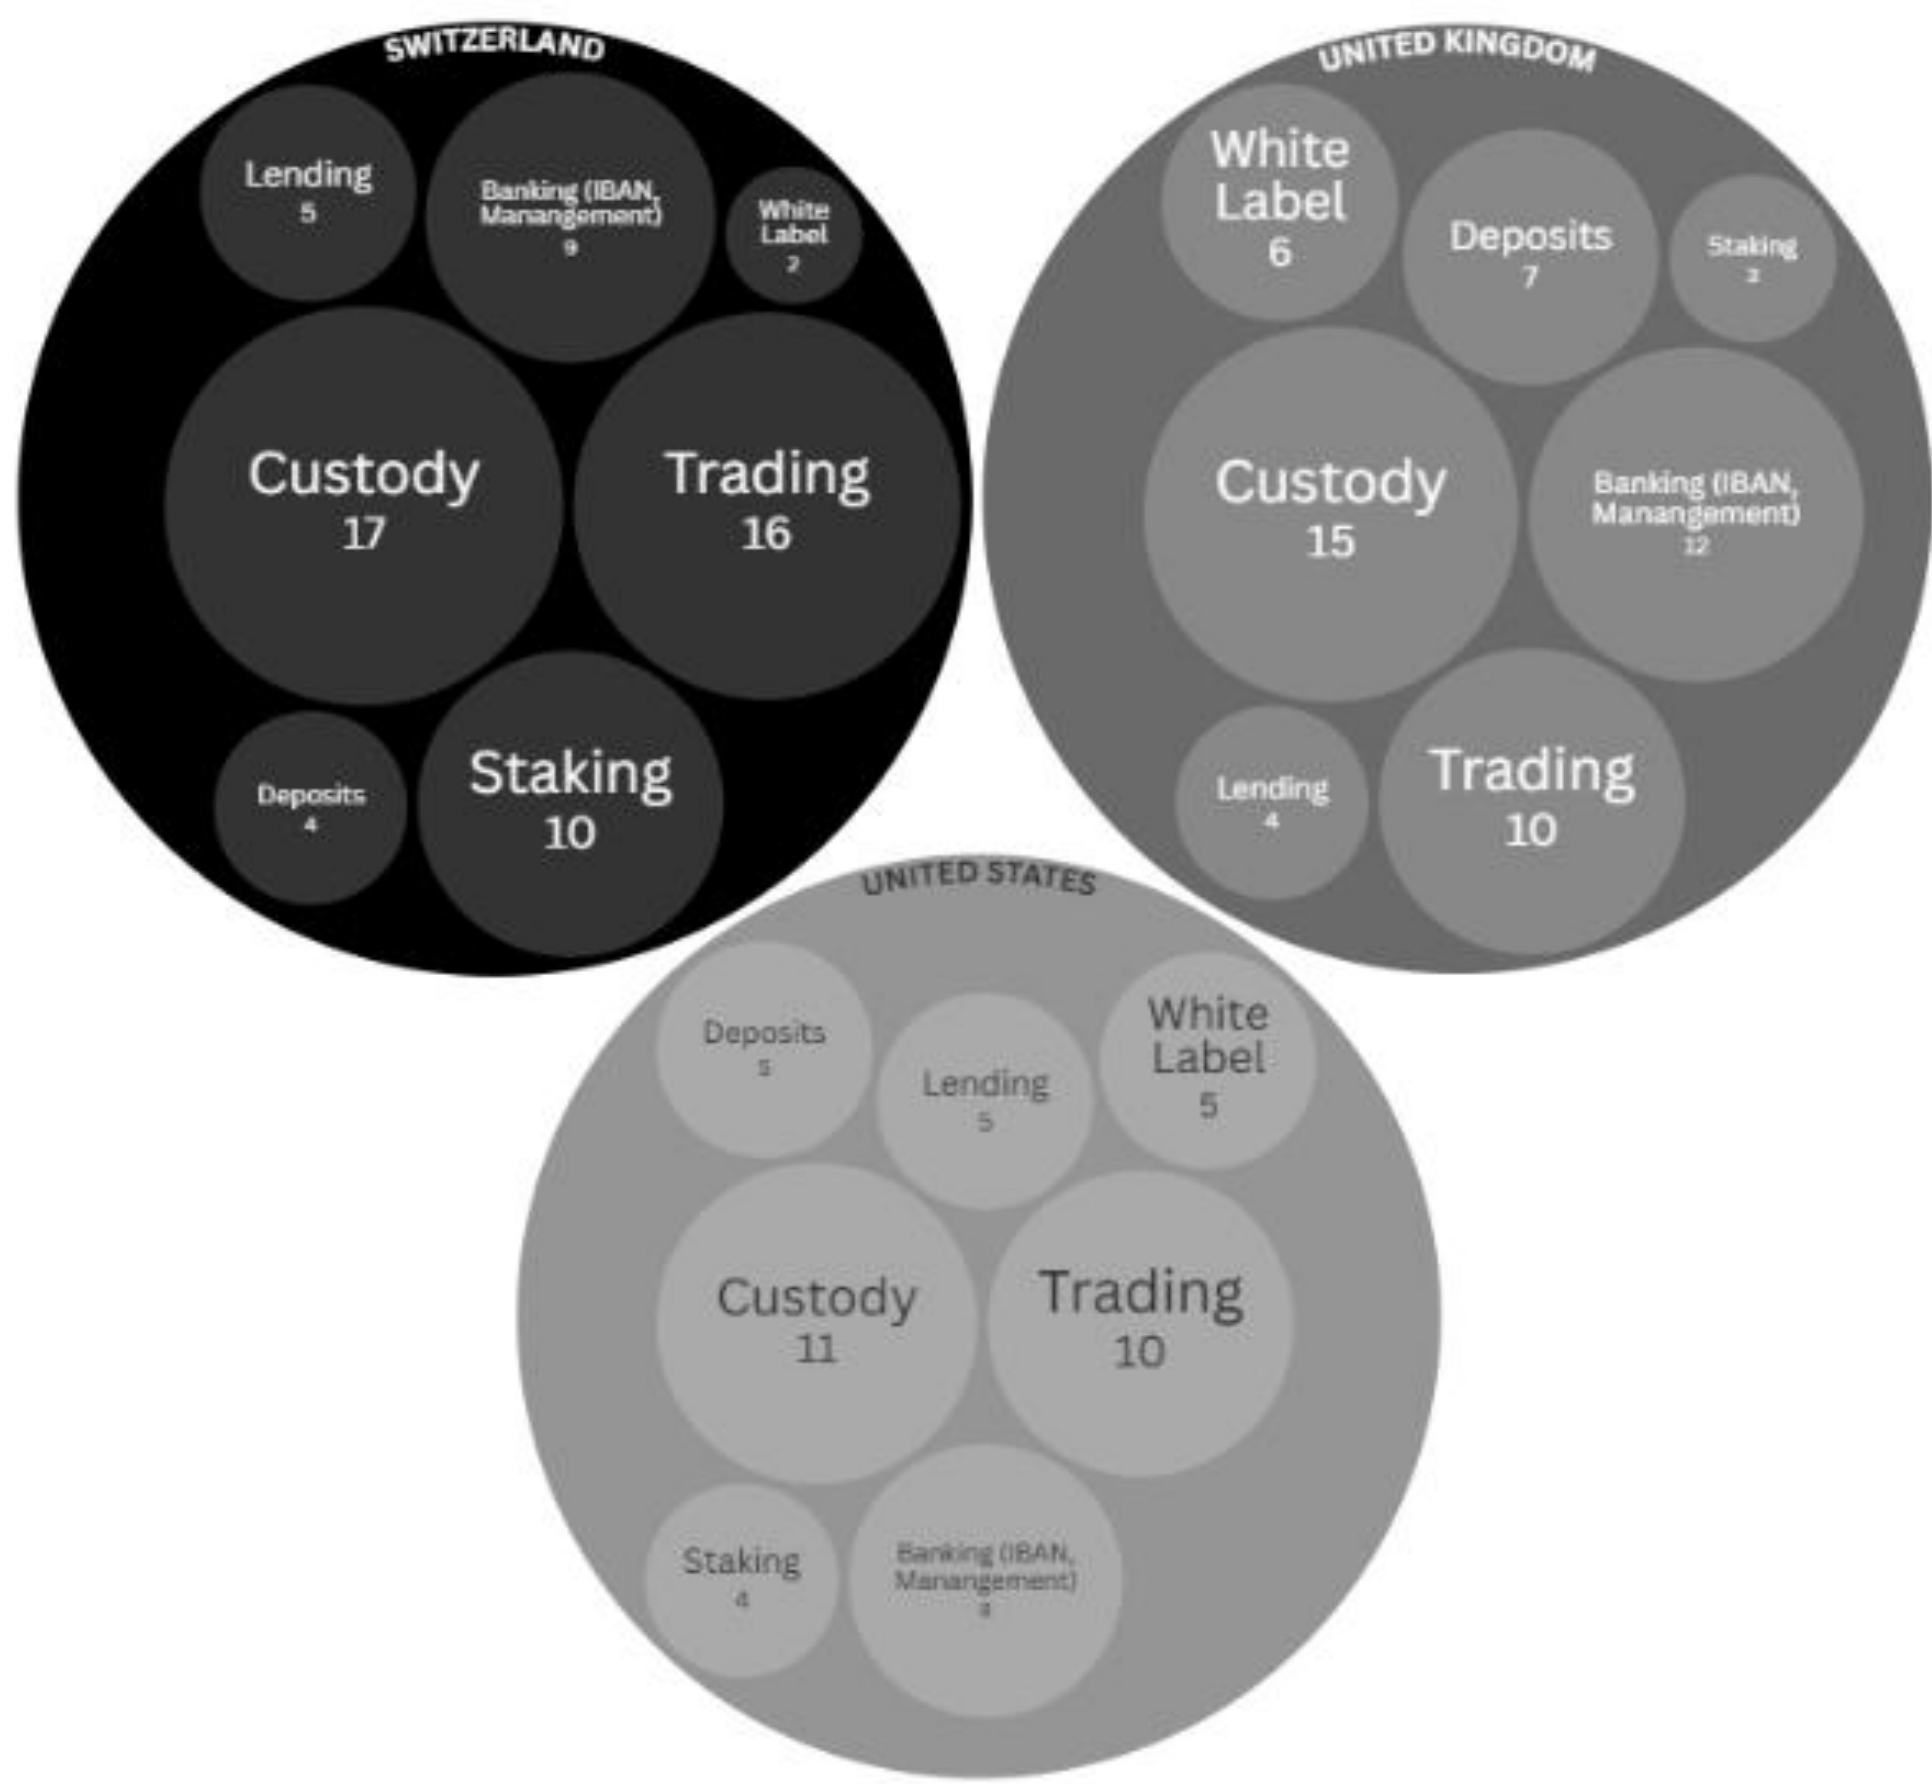 SWITZERLAND
Lending
5
Banking (IBAN,
Manangement)
9
White
Label
2
Custody
17
Trading
16
Deposits
4
Staking
10
UNITED KINGDOM
White
Label
6
Deposits
7
Staking
3
Custody
15
Banking (IBAN,
Manangement)
12
Lending
4
Trading
10
UNITED STATES
Deposits
5
Lending
5
White
Label
5
Custody
11
Trading
10
Staking
4
Banking (IBAN,
Manangement)
8